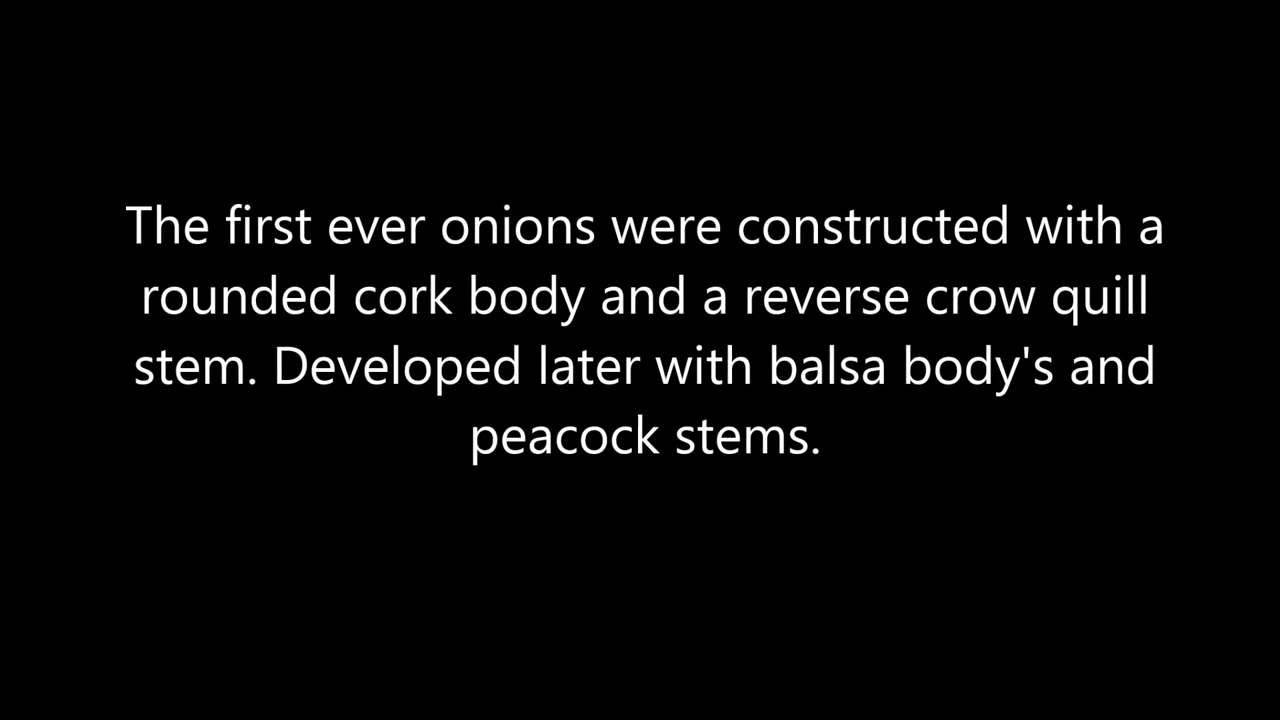 The first ever onions were constructed with a
rounded cork body and a reverse crow quill
stem. Developed later with balsa body's and
peacock stems.